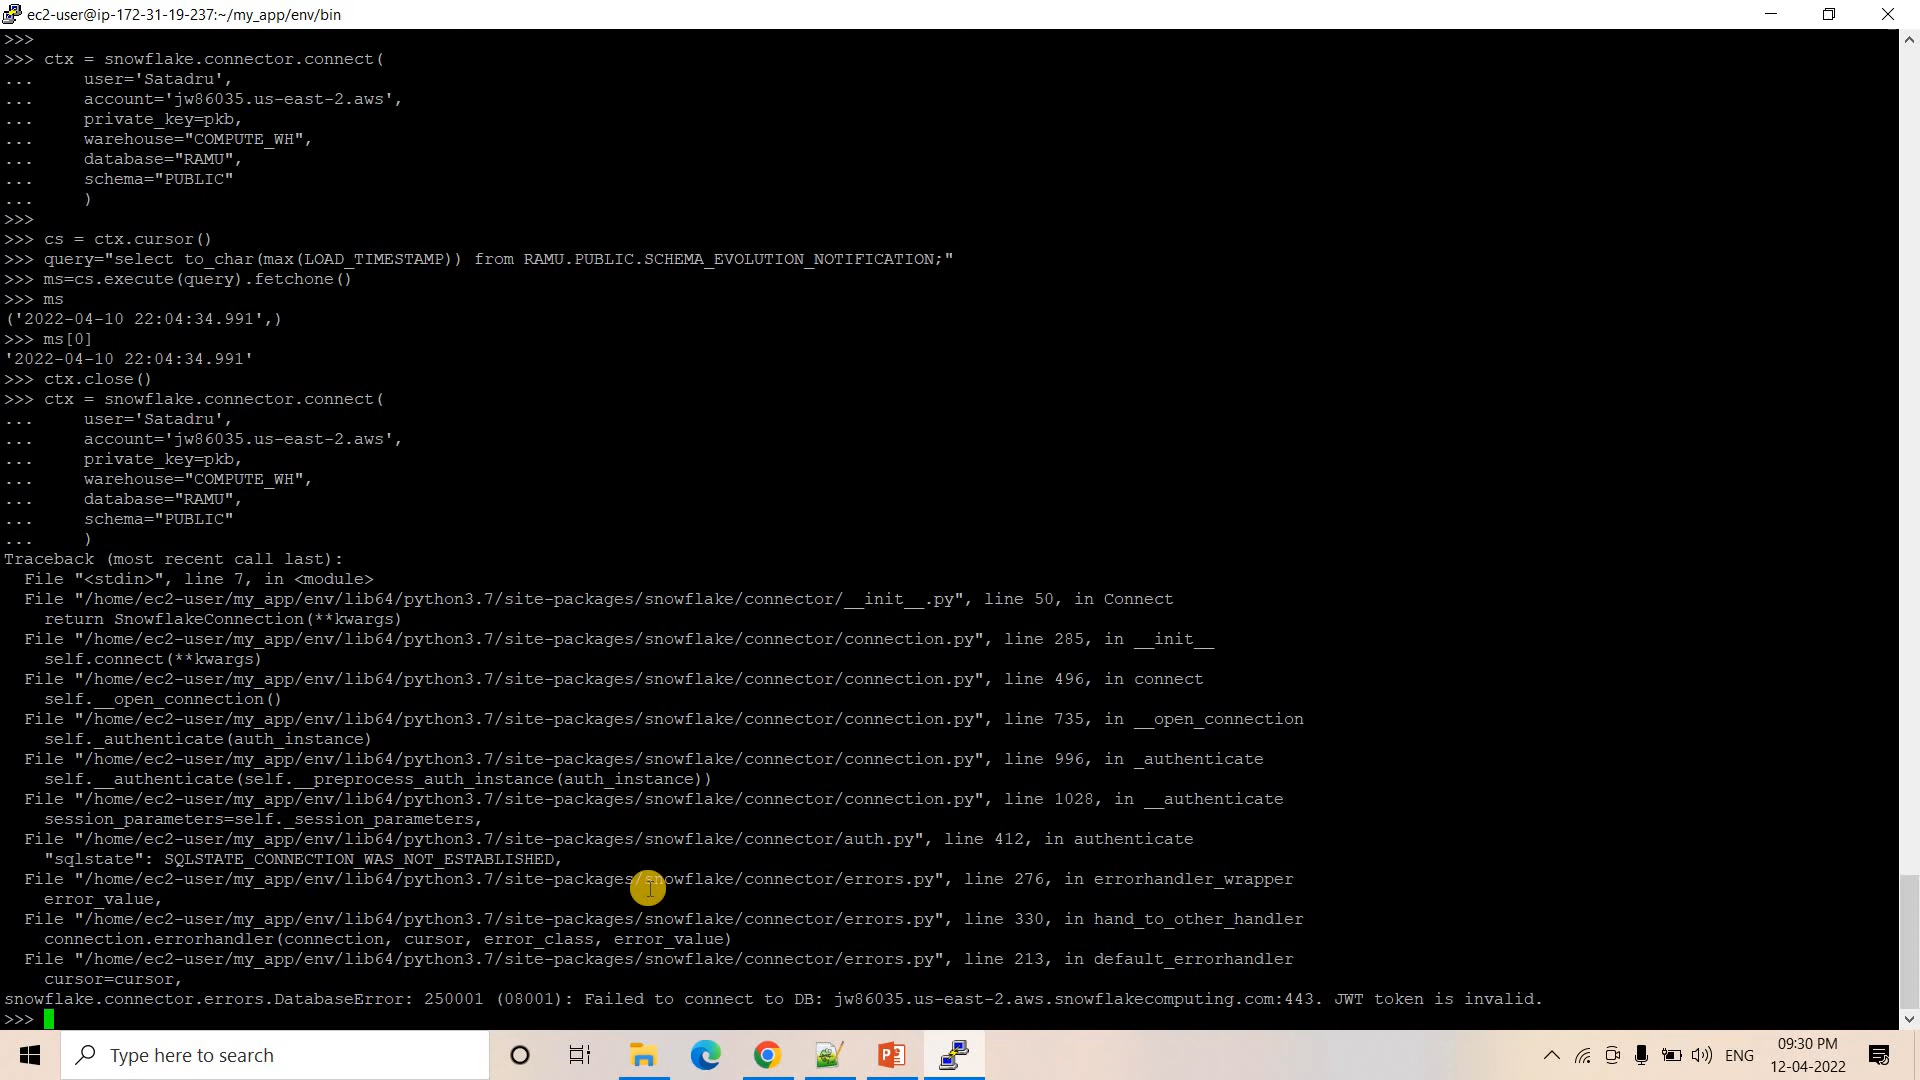 ec2-user@ip-172-31-19-237:~/my_app/env/bin
>>>
>>> ctx = snowflake.connector.connect(
...     user='Satadru',
...     account='jw86035.us-east-2.aws',
...     private_key=pkb,
...     warehouse="COMPUTE_WH",
...     database="RAMU",
...     schema="PUBLIC"
...     )
>>>
>>> cs = ctx.cursor()
>>> query="select to_char(max(LOAD_TIMESTAMP)) from RAMU.PUBLIC.SCHEMA_EVOLUTION_NOTIFICATION;"
>>> ms=cs.execute(query).fetchone()
>>> ms
('2022-04-10 22:04:34.991',)
>>> ms[0]
'2022-04-10 22:04:34.991'
>>> ctx.close()
>>> ctx = snowflake.connector.connect(
...     user='Satadru',
...     account='jw86035.us-east-2.aws',
...     private_key=pkb,
...     warehouse="COMPUTE_WH",
...     database="RAMU",
...     schema="PUBLIC"
...     )
Traceback (most recent call last):
  File "<stdin>", line 7, in <module>
  File "/home/ec2-user/my_app/env/lib64/python3.7/site-packages/snowflake/connector/__init__.py", line 50, in Connect
    return SnowflakeConnection(**kwargs)
  File "/home/ec2-user/my_app/env/lib64/python3.7/site-packages/snowflake/connector/connection.py", line 285, in __init__
    self.connect(**kwargs)
  File "/home/ec2-user/my_app/env/lib64/python3.7/site-packages/snowflake/connector/connection.py", line 496, in connect
    self.__open_connection()
  File "/home/ec2-user/my_app/env/lib64/python3.7/site-packages/snowflake/connector/connection.py", line 735, in __open_connection
    self._authenticate(auth_instance)
  File "/home/ec2-user/my_app/env/lib64/python3.7/site-packages/snowflake/connector/connection.py", line 996, in _authenticate
    self.__authenticate(self.__preprocess_auth_instance(auth_instance))
  File "/home/ec2-user/my_app/env/lib64/python3.7/site-packages/snowflake/connector/connection.py", line 1028, in __authenticate
    session_parameters=self._session_parameters,
  File "/home/ec2-user/my_app/env/lib64/python3.7/site-packages/snowflake/connector/auth.py", line 412, in authenticate
    "sqlstate": SQLSTATE_CONNECTION_WAS_NOT_ESTABLISHED,
  File "/home/ec2-user/my_app/env/lib64/python3.7/site-packages/snowflake/connector/errors.py", line 276, in errorhandler_wrapper
    error_value,
  File "/home/ec2-user/my_app/env/lib64/python3.7/site-packages/snowflake/connector/errors.py", line 330, in hand_to_other_handler
    connection.errorhandler(connection, cursor, error_class, error_value)
  File "/home/ec2-user/my_app/env/lib64/python3.7/site-packages/snowflake/connector/errors.py", line 213, in default_errorhandler
    cursor=cursor,
snowflake.connector.errors.DatabaseError: 250001 (08001): Failed to connect to DB: jw86035.us-east-2.aws.snowflakecomputing.com:443. JWT token is invalid.
>>>
Type here to search
ENG
09:30 PM
12-04-2022